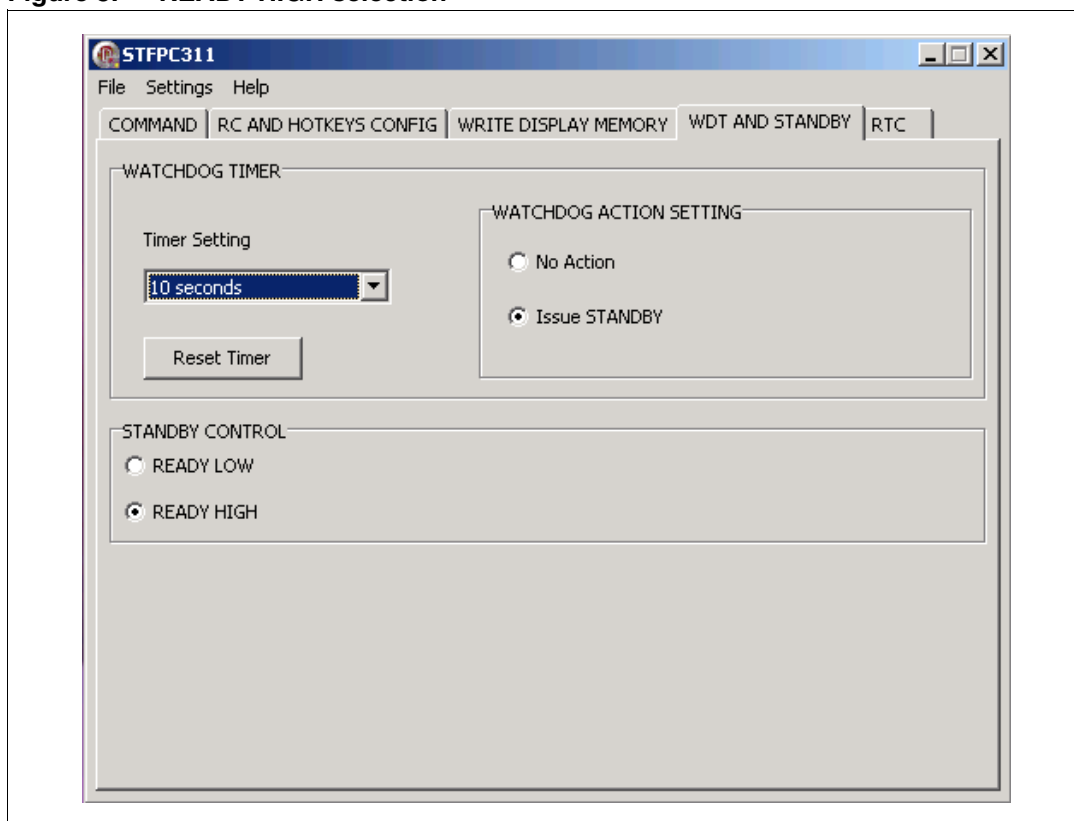 STFPC311
File Settings Help
COMMAND RC AND HOTKEYS CONFIG WRITE DISPLAY MEMORY WDT AND STANDBY RTC
WATCHDOG TIMER
WATCHDOG ACTION SETTING
Timer Setting
No Action
10 seconds
Issue STANDBY
Reset Timer
STANDBY CONTROL
READY LOW
READY HIGH